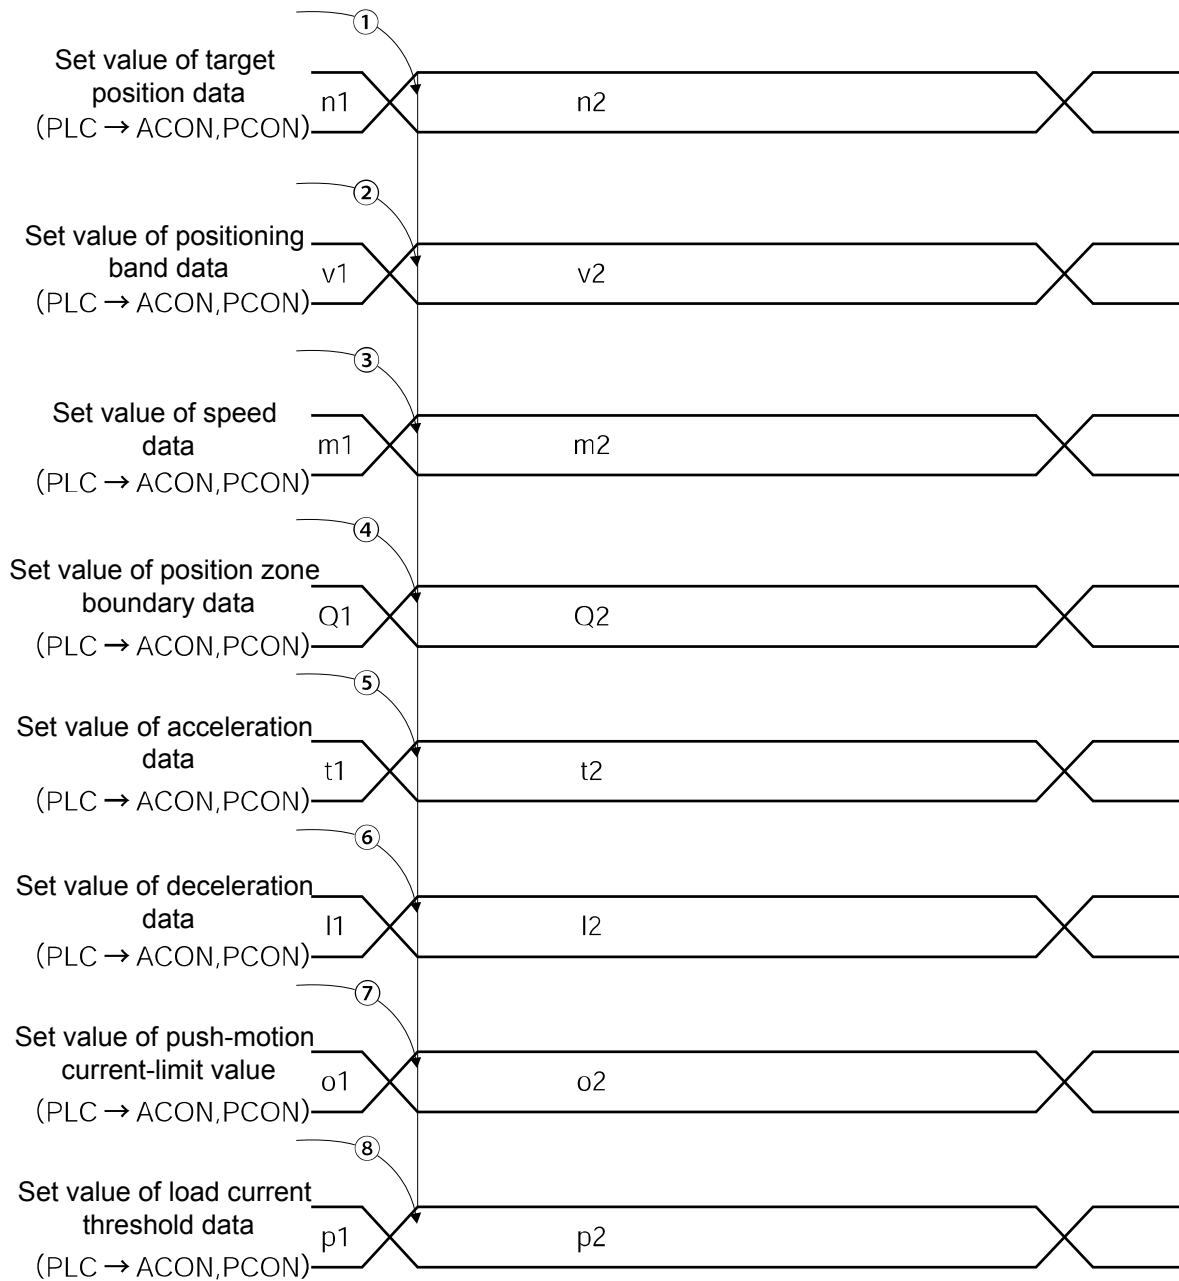 ①
Set value of target
position data
(PLC → ACON,PCON)
n1
n2
②
Set value of positioning
band data
(PLC → ACON,PCON)
v1
v2
③
Set value of speed
data
(PLC → ACON,PCON)
m1
m2
④
Set value of position zone
boundary data
(PLC → ACON,PCON)
Q1
Q2
⑤
Set value of acceleration
data
(PLC → ACON,PCON)
t1
t2
⑥
Set value of deceleration
data
(PLC → ACON,PCON)
l1
l2
⑦
Set value of push-motion
current-limit value
(PLC → ACON,PCON)
o1
o2
⑧
Set value of load current
threshold data
(PLC → ACON,PCON)
p1
p2